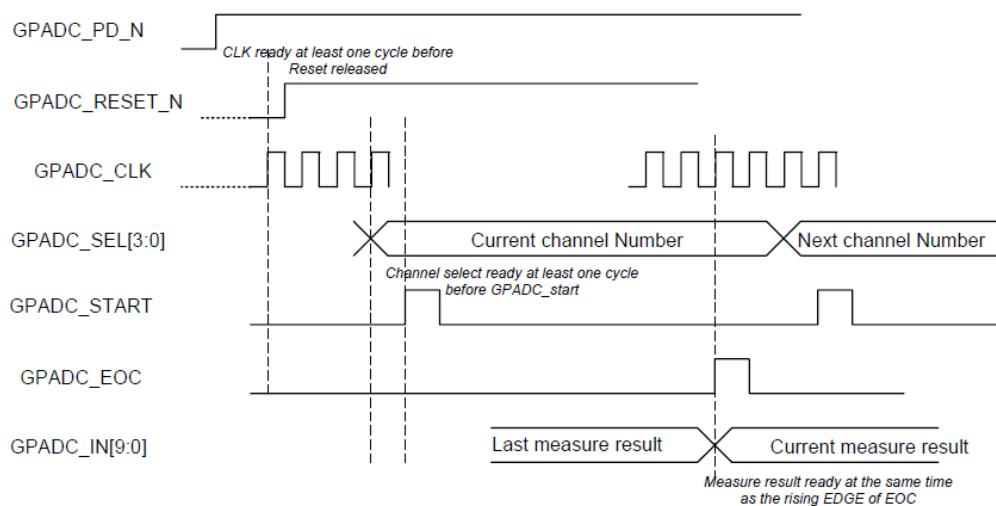 GPADC_PD_N
CLK ready at least one cycle before
Reset released
GPADC_RESET_N
GPADC_CLK
GPADC_SEL[3:0]
Current channel Number
Next channel Number
Channel select ready at least one cycle
before GPADC_start
GPADC_START
GPADC_EOC
GPADC_IN[9:0]
Last measure result
Current measure result
Measure result ready at the same time
as the rising EDGE of EOC